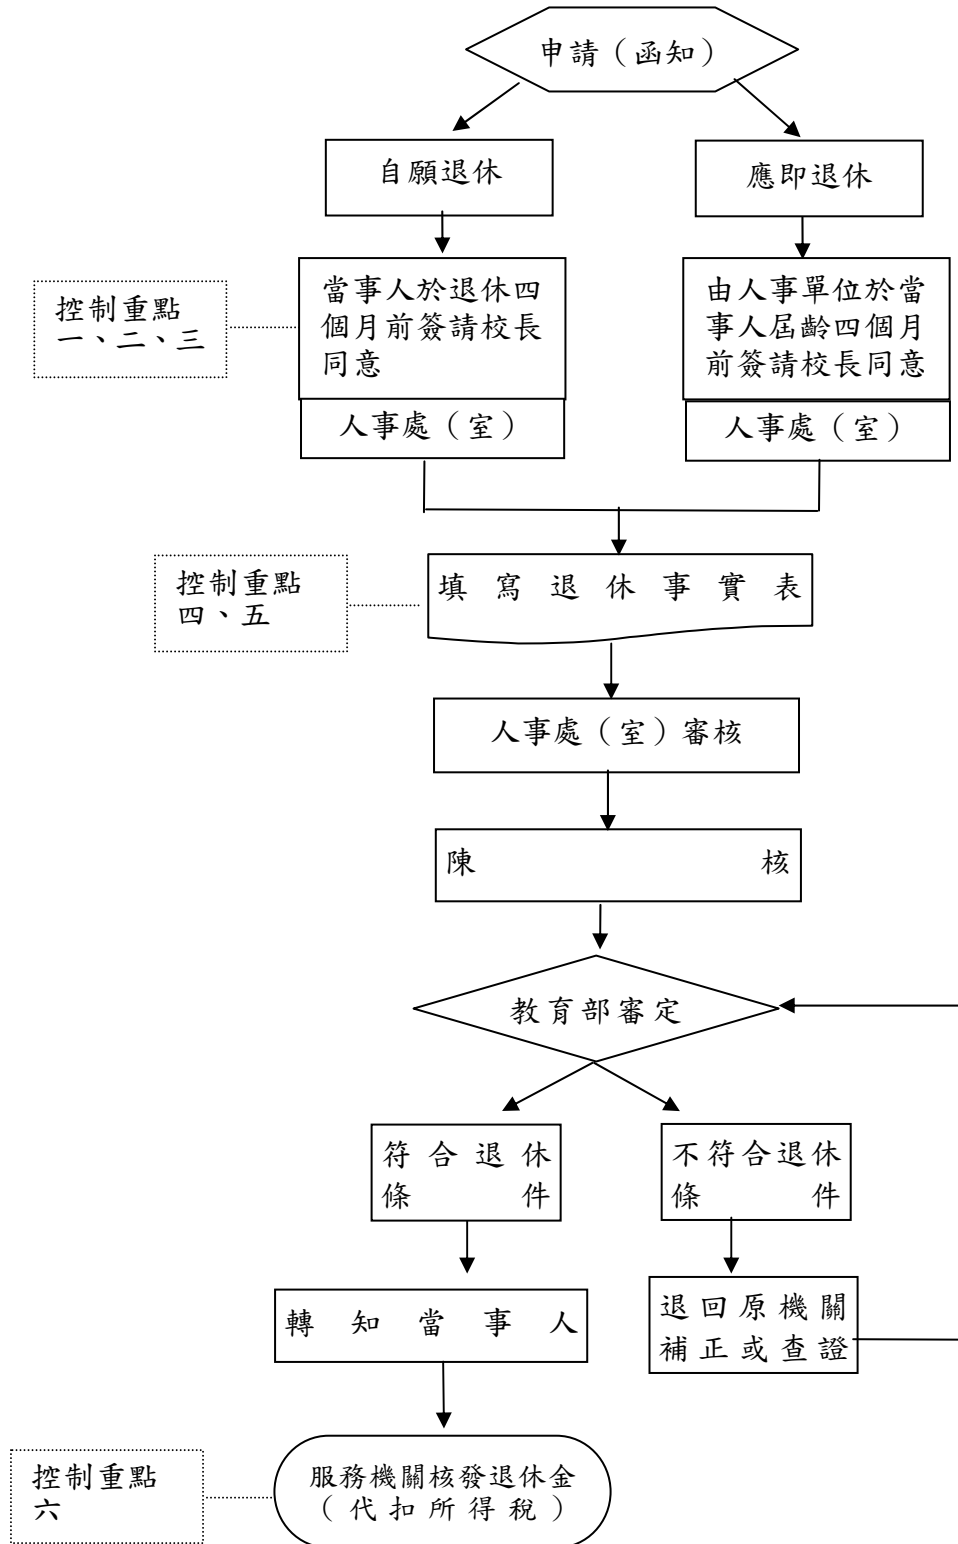 申請（函知）
自願退休
應即退休
控制重點
一、二、三
當事人於退休四
個月前簽請校長
同意
人事處（室）
由人事單位於當
事人屆齡四個月
前簽請校長同意
人事處（室）
控制重點
四、五
填寫退休事實表
人事處（室）審核
陳核
教育部審定
符合退休
條件
不符合退休
條件
轉知當事人
退回原機關
補正或查證
控制重點
六
服務機關核發退休金
（代扣所得稅）